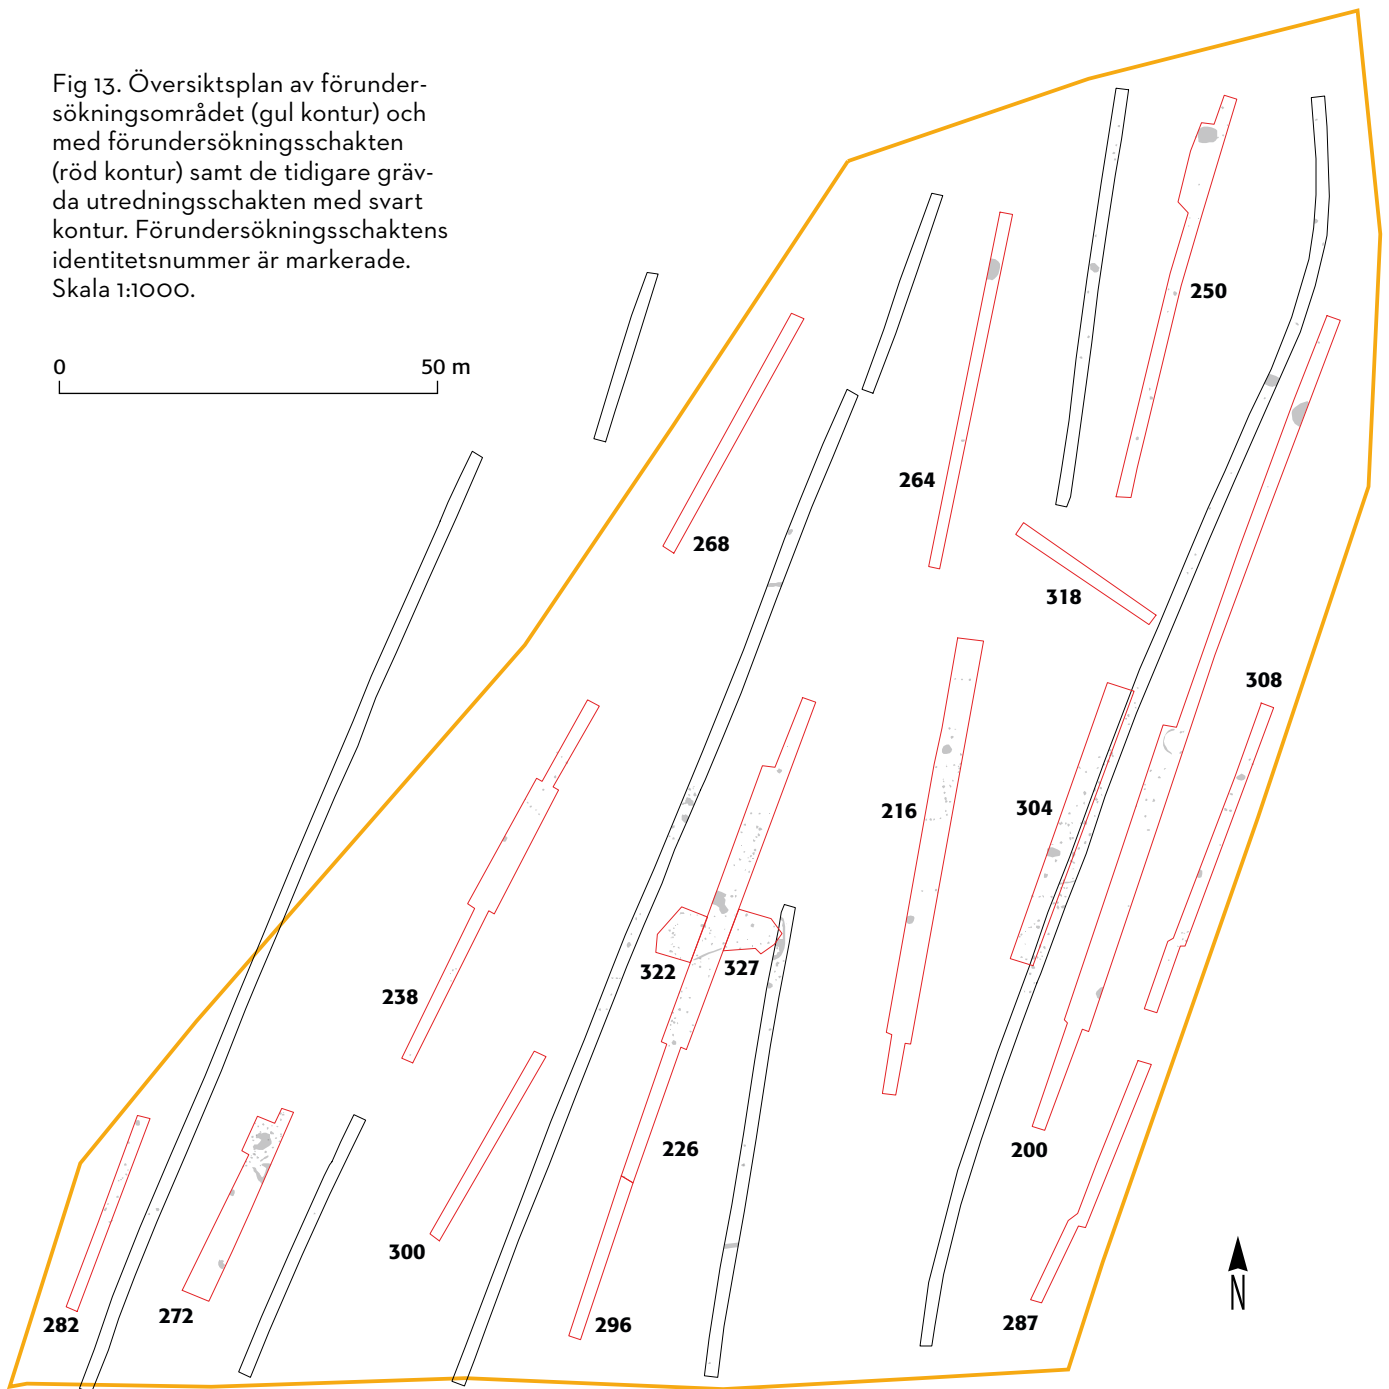 Fig 13. Översiktsplan av förunder-
sökningsområdet (gul kontur) och
med förundersökningsschakten
(röd kontur) samt de tidigare gräv-
da utredningsschakten med svart
kontur. Förundersökningsschaktens
identitetsnummer är markerade.
Skala 1:1000.
0 50 m
250
264
268
318
308
216
304
322
327
238
226
200
300
282
272
296
287
N